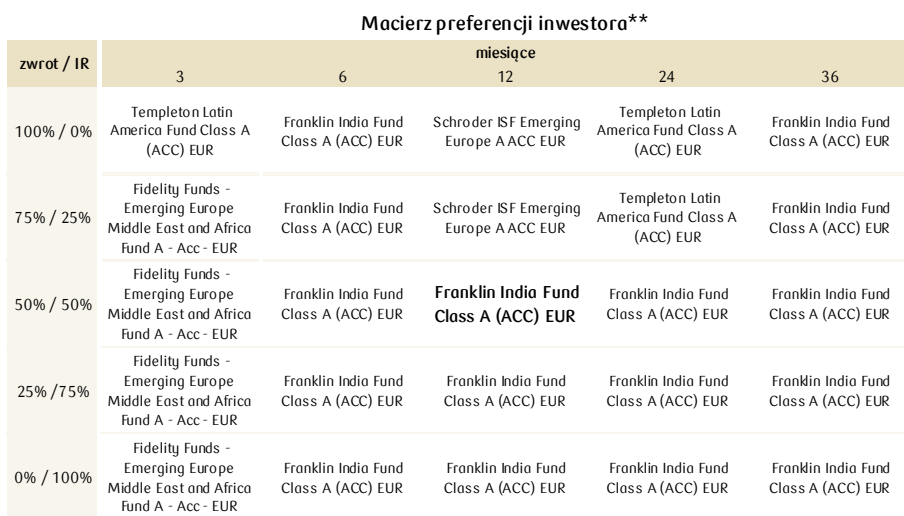 Macierz preferencji inwestora**
zwrot / IR
miesiące
3 6 12 24 36
100% / 0%
Templeton Latin
America Fund Class A
(ACC) EUR
Franklin India Fund
Class A (ACC) EUR
Schroder ISF Emerging
Europe A ACC EUR
Templeton Latin
America Fund Class A
(ACC) EUR
Franklin India Fund
Class A (ACC) EUR
75% / 25%
Fidelity Funds -
Emerging Europe
Middle East and Africa
Fund A - Acc - EUR
Franklin India Fund
Class A (ACC) EUR
Schroder ISF Emerging
Europe A ACC EUR
Templeton Latin
America Fund Class A
(ACC) EUR
Franklin India Fund
Class A (ACC) EUR
50% / 50%
Fidelity Funds -
Emerging Europe
Middle East and Africa
Fund A - Acc - EUR
Franklin India Fund
Class A (ACC) EUR
Franklin India Fund
Class A (ACC) EUR
Franklin India Fund
Class A (ACC) EUR
Franklin India Fund
Class A (ACC) EUR
25% /75%
Fidelity Funds -
Emerging Europe
Middle East and Africa
Fund A - Acc - EUR
Franklin India Fund
Class A (ACC) EUR
Franklin India Fund
Class A (ACC) EUR
Franklin India Fund
Class A (ACC) EUR
Franklin India Fund
Class A (ACC) EUR
0% / 100%
Fidelity Funds -
Emerging Europe
Middle East and Africa
Fund A - Acc - EUR
Franklin India Fund
Class A (ACC) EUR
Franklin India Fund
Class A (ACC) EUR
Franklin India Fund
Class A (ACC) EUR
Franklin India Fund
Class A (ACC) EUR